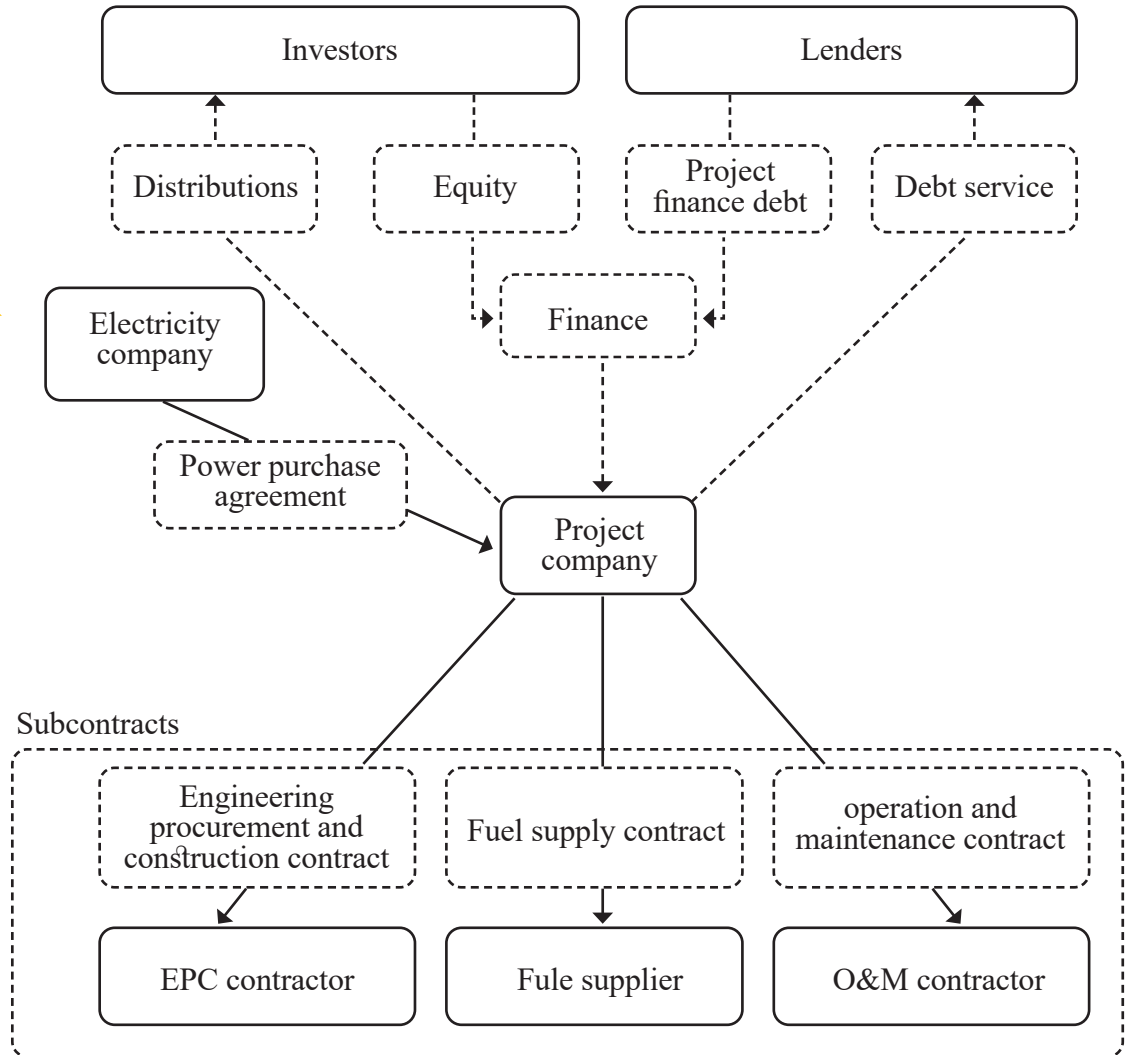 Investors
Lenders
Distributions
Equity
Project
finance debt
Debt service
Electricity
company
Finance
Power purchase
agreement
Project
company
Subcontracts
Engineering
procurement and
construction contract
Fuel supply contract
operation and
maintenance contract
EPC contractor
Fule supplier
O&M contractor